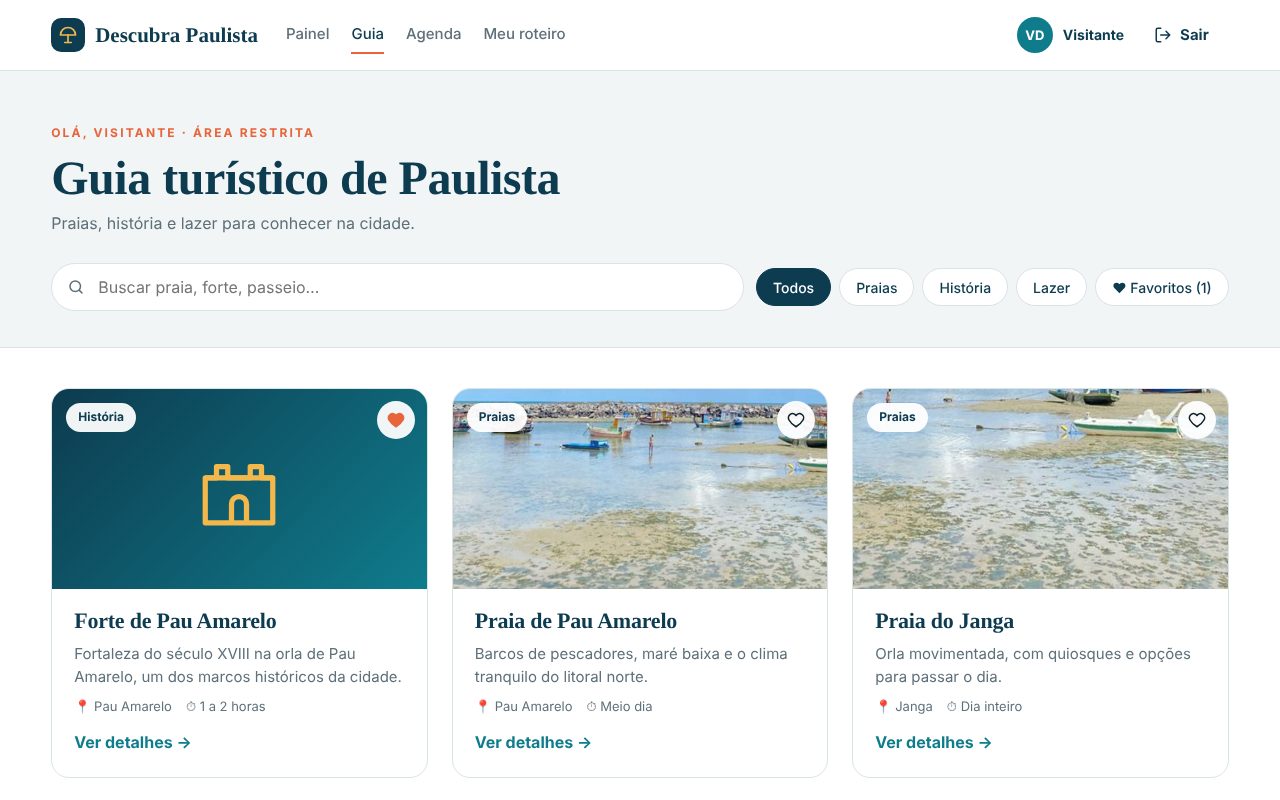 Descubra Paulista
Painel
Guia
Agenda
Meu roteiro
VD
Visitante
Sair
OLÁ, VISITANTE · ÁREA RESTRITA
Guia turístico de Paulista
Praias, história e lazer para conhecer na cidade.
Buscar praia, forte, passeio...
Todos
Praias
História
Lazer
♥ Favoritos (1)
História
Forte de Pau Amarelo
Fortaleza do século XVIII na orla de Pau
Amarelo, um dos marcos históricos da cidade.
📍 Pau Amarelo ⏱ 1 a 2 horas
Ver detalhes →
Praias
Praia de Pau Amarelo
Barcos de pescadores, maré baixa e o clima
tranquilo do litoral norte.
📍 Pau Amarelo ⏱ Meio dia
Ver detalhes →
Praias
Praia do Janga
Orla movimentada, com quiosques e opções
para passar o dia.
📍 Janga ⏱ Dia inteiro
Ver detalhes →